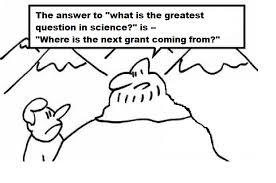 The answer to "what is the greatest
question in science?" is --
"Where is the next grant coming from?"